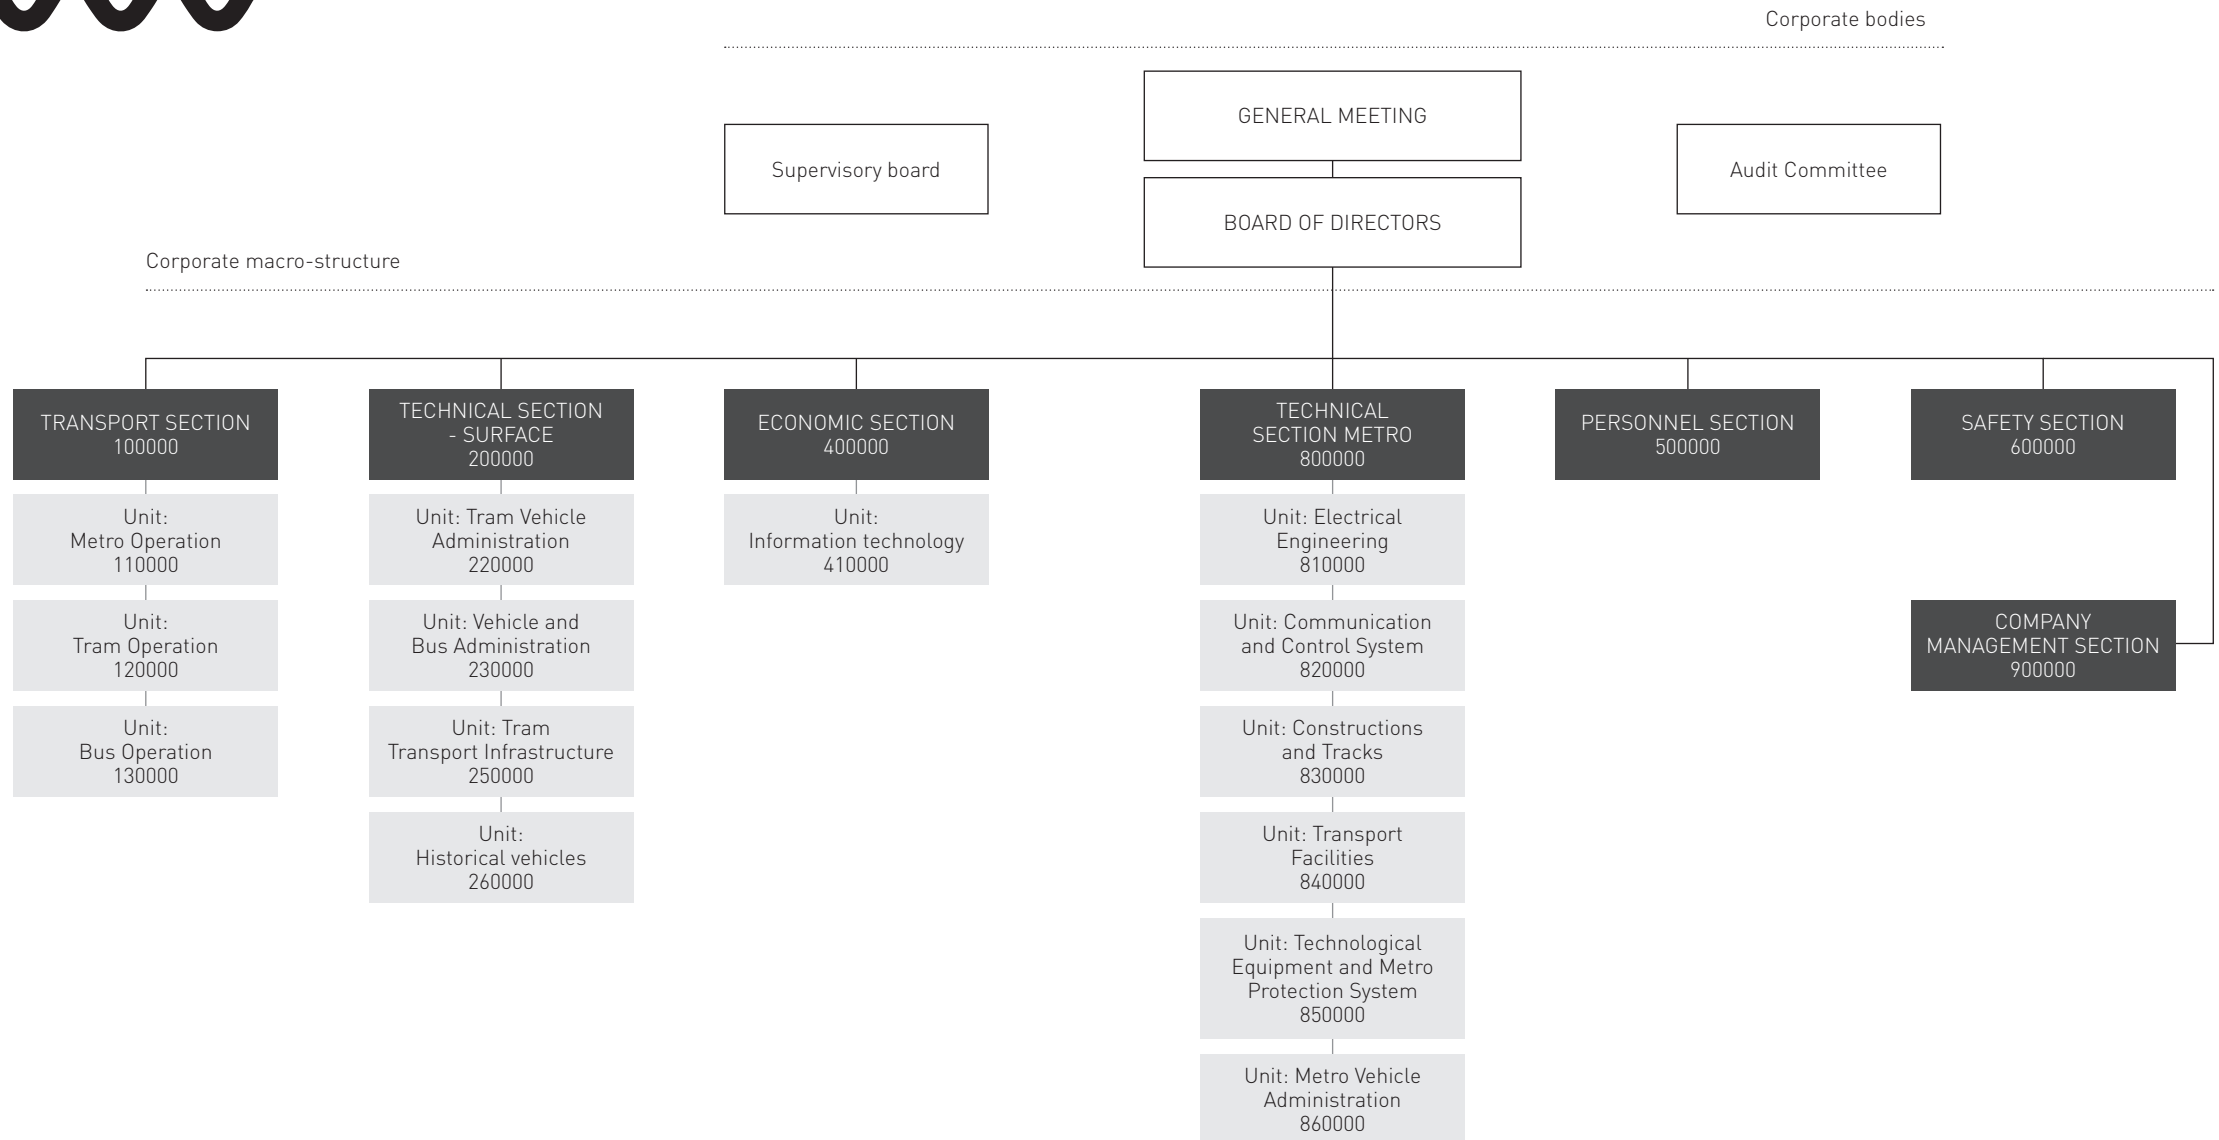 Corporate bodies
GENERAL MEETING
Supervisory board
Audit Committee
BOARD OF DIRECTORS
Corporate macro-structure
TRANSPORT SECTION
100000
Unit:
Metro Operation
110000
Unit:
Tram Operation
120000
Unit:
Bus Operation
130000
TECHNICAL SECTION
- SURFACE
200000
Unit: Tram Vehicle
Administration
220000
Unit: Vehicle and
Bus Administration
230000
Unit: Tram
Transport Infrastructure
250000
Unit:
Historical vehicles
260000
ECONOMIC SECTION
400000
Unit:
Information technology
410000
TECHNICAL
SECTION METRO
800000
Unit: Electrical
Engineering
810000
Unit: Communication
and Control System
820000
Unit: Constructions
and Tracks
830000
Unit: Transport
Facilities
840000
Unit: Technological
Equipment and Metro
Protection System
850000
Unit: Metro Vehicle
Administration
860000
PERSONNEL SECTION
500000
SAFETY SECTION
600000
COMPANY
MANAGEMENT SECTION
900000